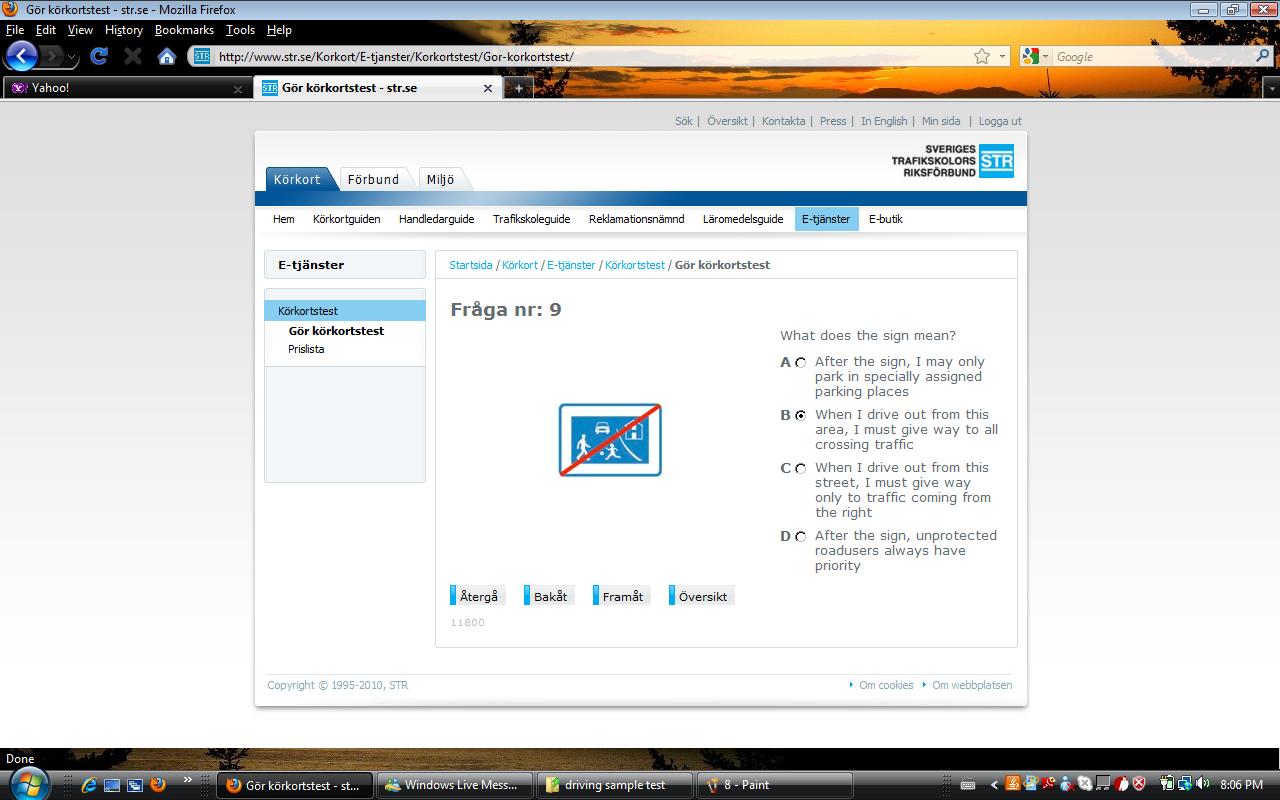 Gör körkortstest - str.se - Mozilla Firefox
File Edit View History Bookmarks Tools Help
http://www.str.se/Korkort/E-tjanster/Korkortstest/Gor-korkortstest/
Google
Yahoo!
Gör körkortstest - str.se
Sök | Översikt | Kontakta | Press | In English | Min sida | Logga ut
SVERIGES
TRAFIKSKOLORS
RIKSFÖRBUND
STR
Körkort Förbund Miljö
Hem Körkortguiden Handledarguide Trafikskoleguide Reklamationsnämnd Läromedelsguide E-tjänster E-butik
E-tjänster
Körkortstest
Gör körkortstest
Prislista
Startsida / Körkort / E-tjänster / Körkortstest / Gör körkortstest
Fråga nr: 9
What does the sign mean?
A After the sign, I may only
park in specially assigned
parking places
B When I drive out from this
area, I must give way to all
crossing traffic
C When I drive out from this
street, I must give way
only to traffic coming from
the right
D After the sign, unprotected
roadusers always have
priority
Återgå Bakåt Framåt Översikt
11800
Copyright © 1995-2010, STR
Om cookies Om webbplatsen
Done
Gör körkortstest - st... Windows Live Mess... driving sample test 8 - Paint 8:06 PM